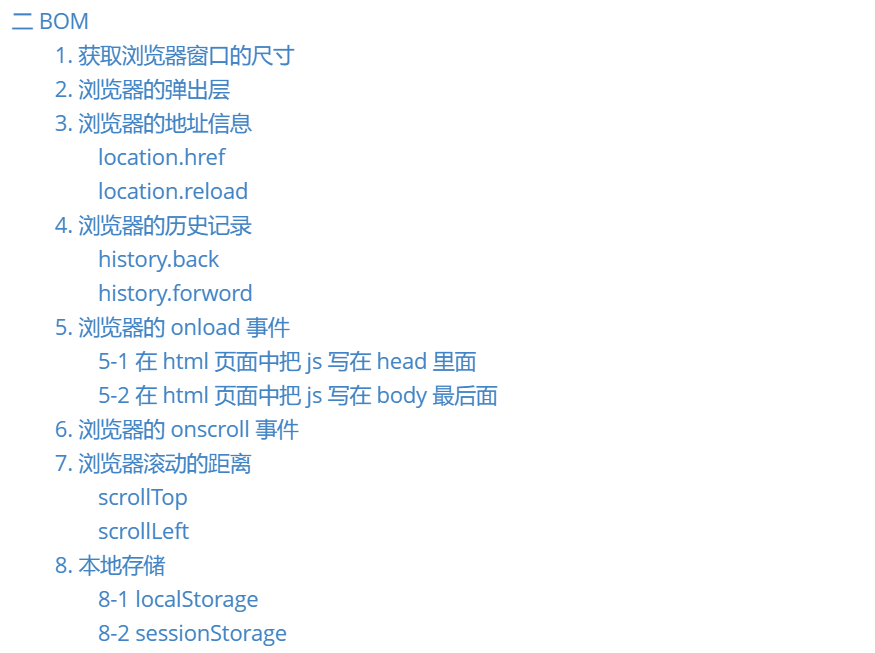 二 BOM
1. 获取浏览器窗口的尺寸
2. 浏览器的弹出层
3. 浏览器的地址信息
location.href
location.reload
4. 浏览器的历史记录
history.back
history.forword
5. 浏览器的 onload 事件
5-1 在 html 页面中把 js 写在 head 里面
5-2 在 html 页面中把 js 写在 body 最后面
6. 浏览器的 onscroll 事件
7. 浏览器滚动的距离
scrollTop
scrollLeft
8. 本地存储
8-1 localStorage
8-2 sessionStorage